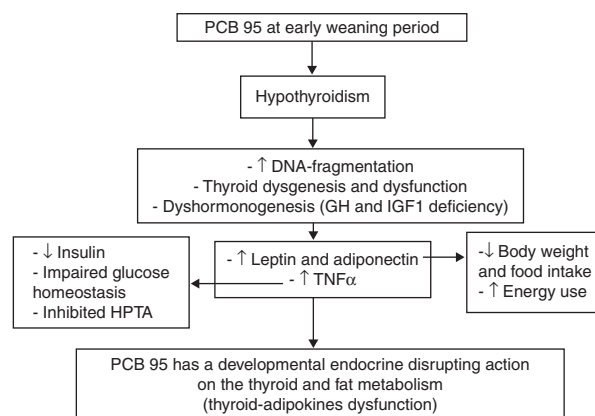 PCB 95 at early weaning period
Hypothyroidism
- ↑ DNA-fragmentation
- Thyroid dysgenesis and dysfunction
- Dyshormonogenesis (GH and IGF1 deficiency)
- ↓ Insulin
- Impaired glucose
homeostasis
- Inhibited HPTA
- ↑ Leptin and adiponectin
- ↑ TNFα
-↓ Body weight
and food intake
- ↑ Energy use
PCB 95 has a developmental endocrine disrupting action
on the thyroid and fat metabolism
(thyroid-adipokines dysfunction)